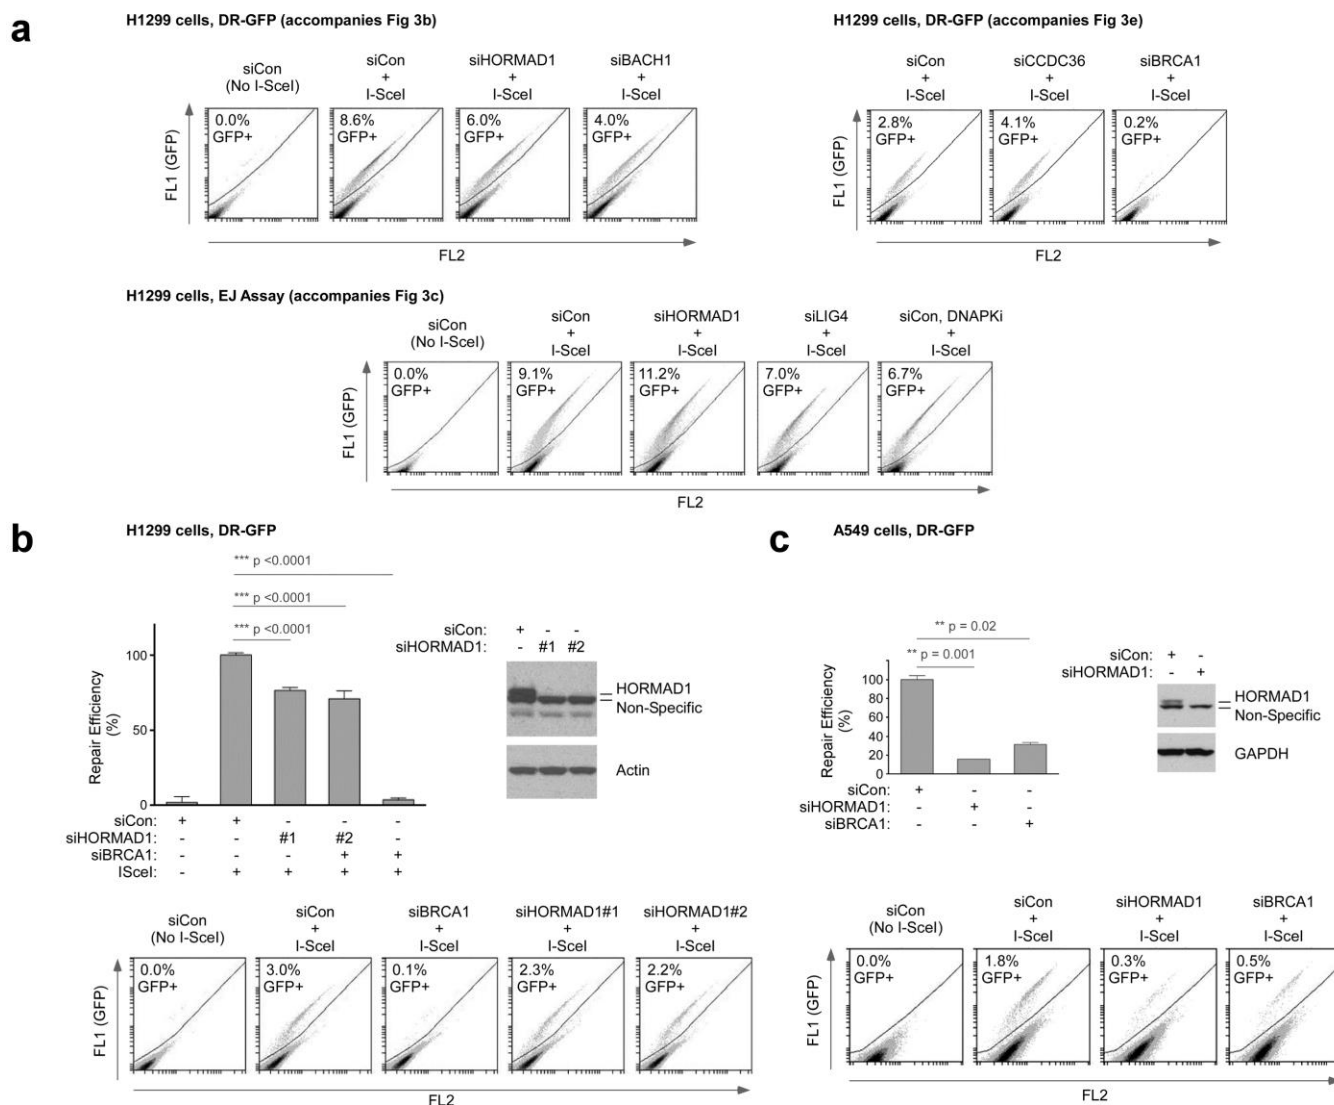 a
H1299 cells, DR-GFP (accompanies Fig 3b)
siCon
(No I-SceI)
siCon
+
I-SceI
siHORMAD1
+
I-SceI
siBACH1
+
I-SceI
0.0%
GFP+
8.6%
GFP+
6.0%
GFP+
4.0%
GFP+
FL1 (GFP)
FL2
H1299 cells, DR-GFP (accompanies Fig 3e)
siCon
+
I-SceI
siCCDC36
+
I-SceI
siBRCA1
+
I-SceI
2.8%
GFP+
4.1%
GFP+
0.2%
GFP+
FL1 (GFP)
FL2
H1299 cells, EJ Assay (accompanies Fig 3c)
siCon
(No I-SceI)
siCon
+
I-SceI
siHORMAD1
+
I-SceI
siLIG4
+
I-SceI
siCon, DNAPKi
+
I-SceI
0.0%
GFP+
9.1%
GFP+
11.2%
GFP+
7.0%
GFP+
6.7%
GFP+
FL1 (GFP)
FL2
b
H1299 cells, DR-GFP
*** p <0.0001
*** p <0.0001
*** p <0.0001
Repair Efficiency
(%)
100
50
0
siCon: + + - - -
siHORMAD1: - - #1 #2 -
siBRCA1: - - - + +
ISceI: - + + + +
siCon: + - -
siHORMAD1: - #1 #2
HORMAD1
Non-Specific
Actin
siCon
(No I-SceI)
siCon
+
I-SceI
siBRCA1
+
I-SceI
siHORMAD1#1
+
I-SceI
siHORMAD1#2
+
I-SceI
0.0%
GFP+
3.0%
GFP+
0.1%
GFP+
2.3%
GFP+
2.2%
GFP+
FL1 (GFP)
FL2
c
A549 cells, DR-GFP
** p = 0.02
** p = 0.001
Repair Efficiency
(%)
100
80
60
40
20
0
siCon: + - -
siHORMAD1: - + -
siBRCA1: - - +
siCon: + -
siHORMAD1: - +
HORMAD1
Non-Specific
GAPDH
siCon
(No I-SceI)
siCon
+
I-SceI
siHORMAD1
+
I-SceI
siBRCA1
+
I-SceI
0.0%
GFP+
1.8%
GFP+
0.3%
GFP+
0.5%
GFP+
FL1 (GFP)
FL2